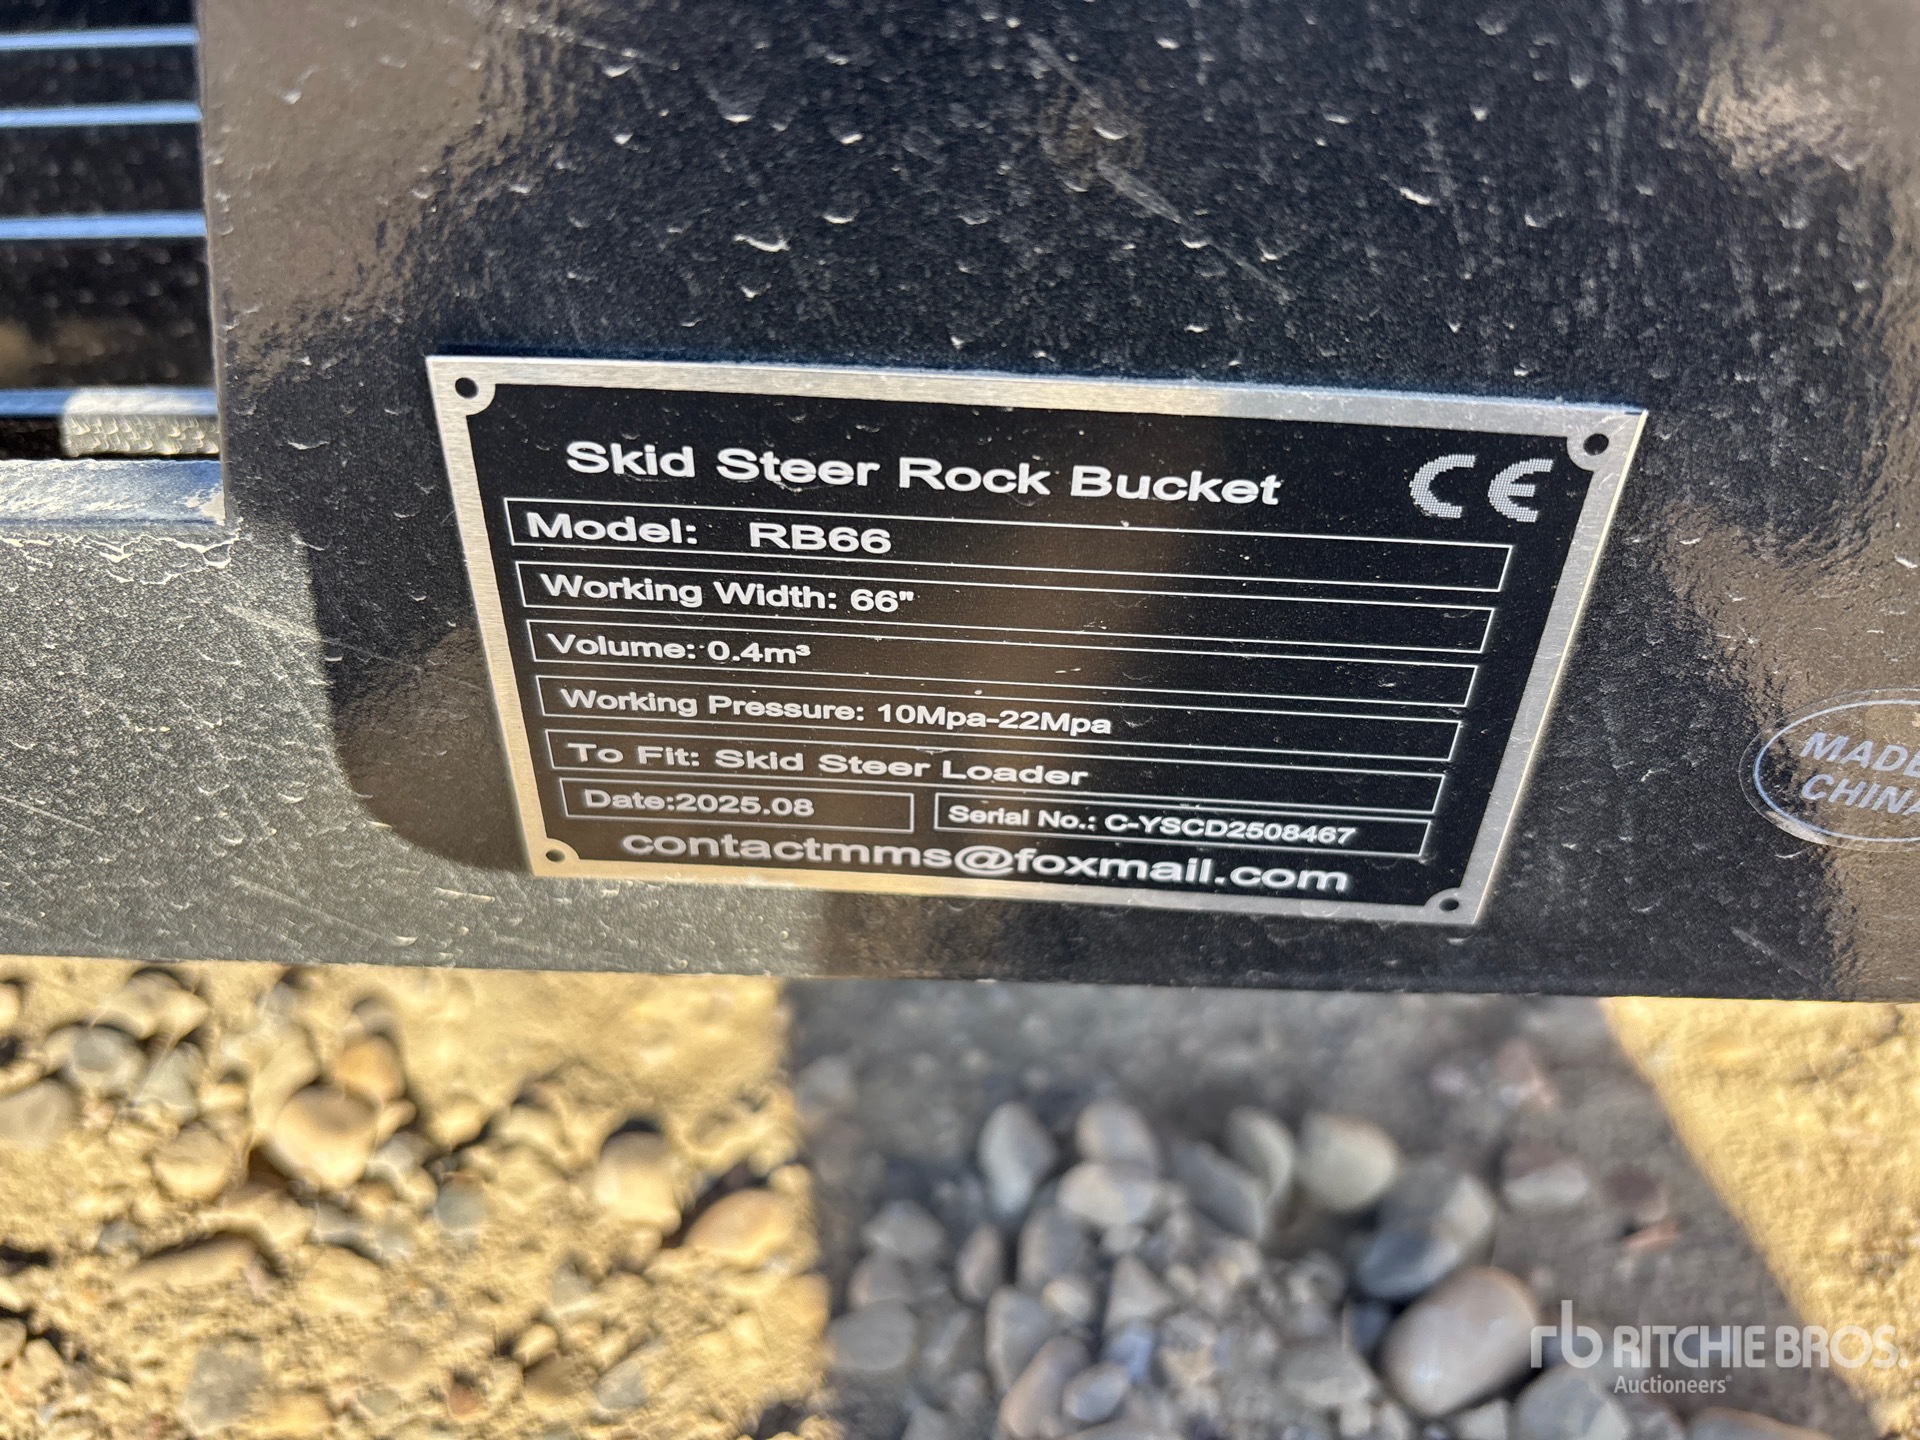 Skid Steer Rock Bucket CE
Model: RB66
Working Width: 66"
Volume: 0.4m³
Working Pressure: 10Mpa-22Mpa
To Fit: Skid Steer Loader
Date:2025.08 Serial No.: C-YSCD2508467
contactmms@foxmail.com
MADE
CHINA
rb RITCHIE BROS.
Auctioneers